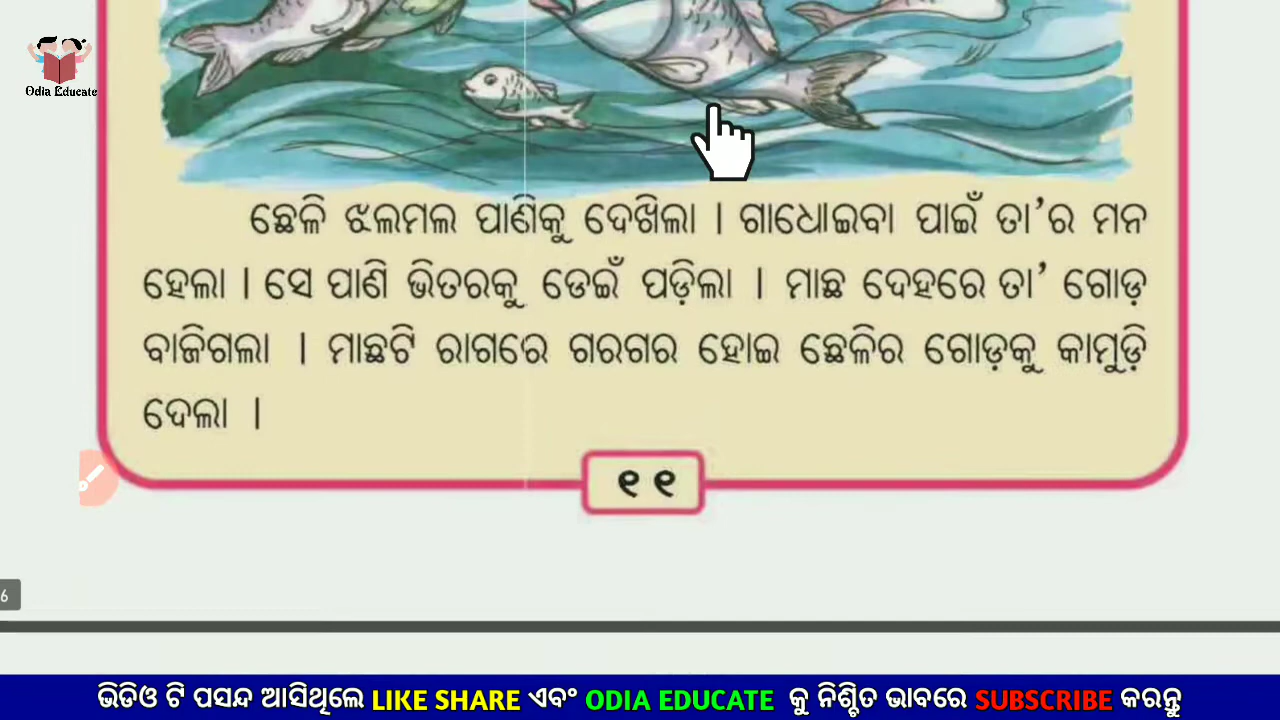 Odia Educate
ଛେଳି ଝଲମଲ ପାଣିକୁ ଦେଖିଲା । ଗାଧୋଇବା ପାଇଁ ତା’ର ମନ
ହେଲା । ସେ ପାଣି ଭିତରକୁ ଡେଇଁ ପଡ଼ିଲା । ମାଛ ଦେହରେ ତା’ ଗୋଡ଼
ବାଜିଗଲା । ମାଛଟି ରାଗରେ ଗରଗର ହୋଇ ଛେଳିର ଗୋଡ଼କୁ କାମୁଡ଼ି
ଦେଲା ।
୧୧
6
ଭିଡିଓ ଟି ପସନ୍ଦ ଆସିଥିଲେ LIKE SHARE ଏବଂ ODIA EDUCATE କୁ ନିଶ୍ଚିତ ଭାବରେ SUBSCRIBE କରନ୍ତୁ